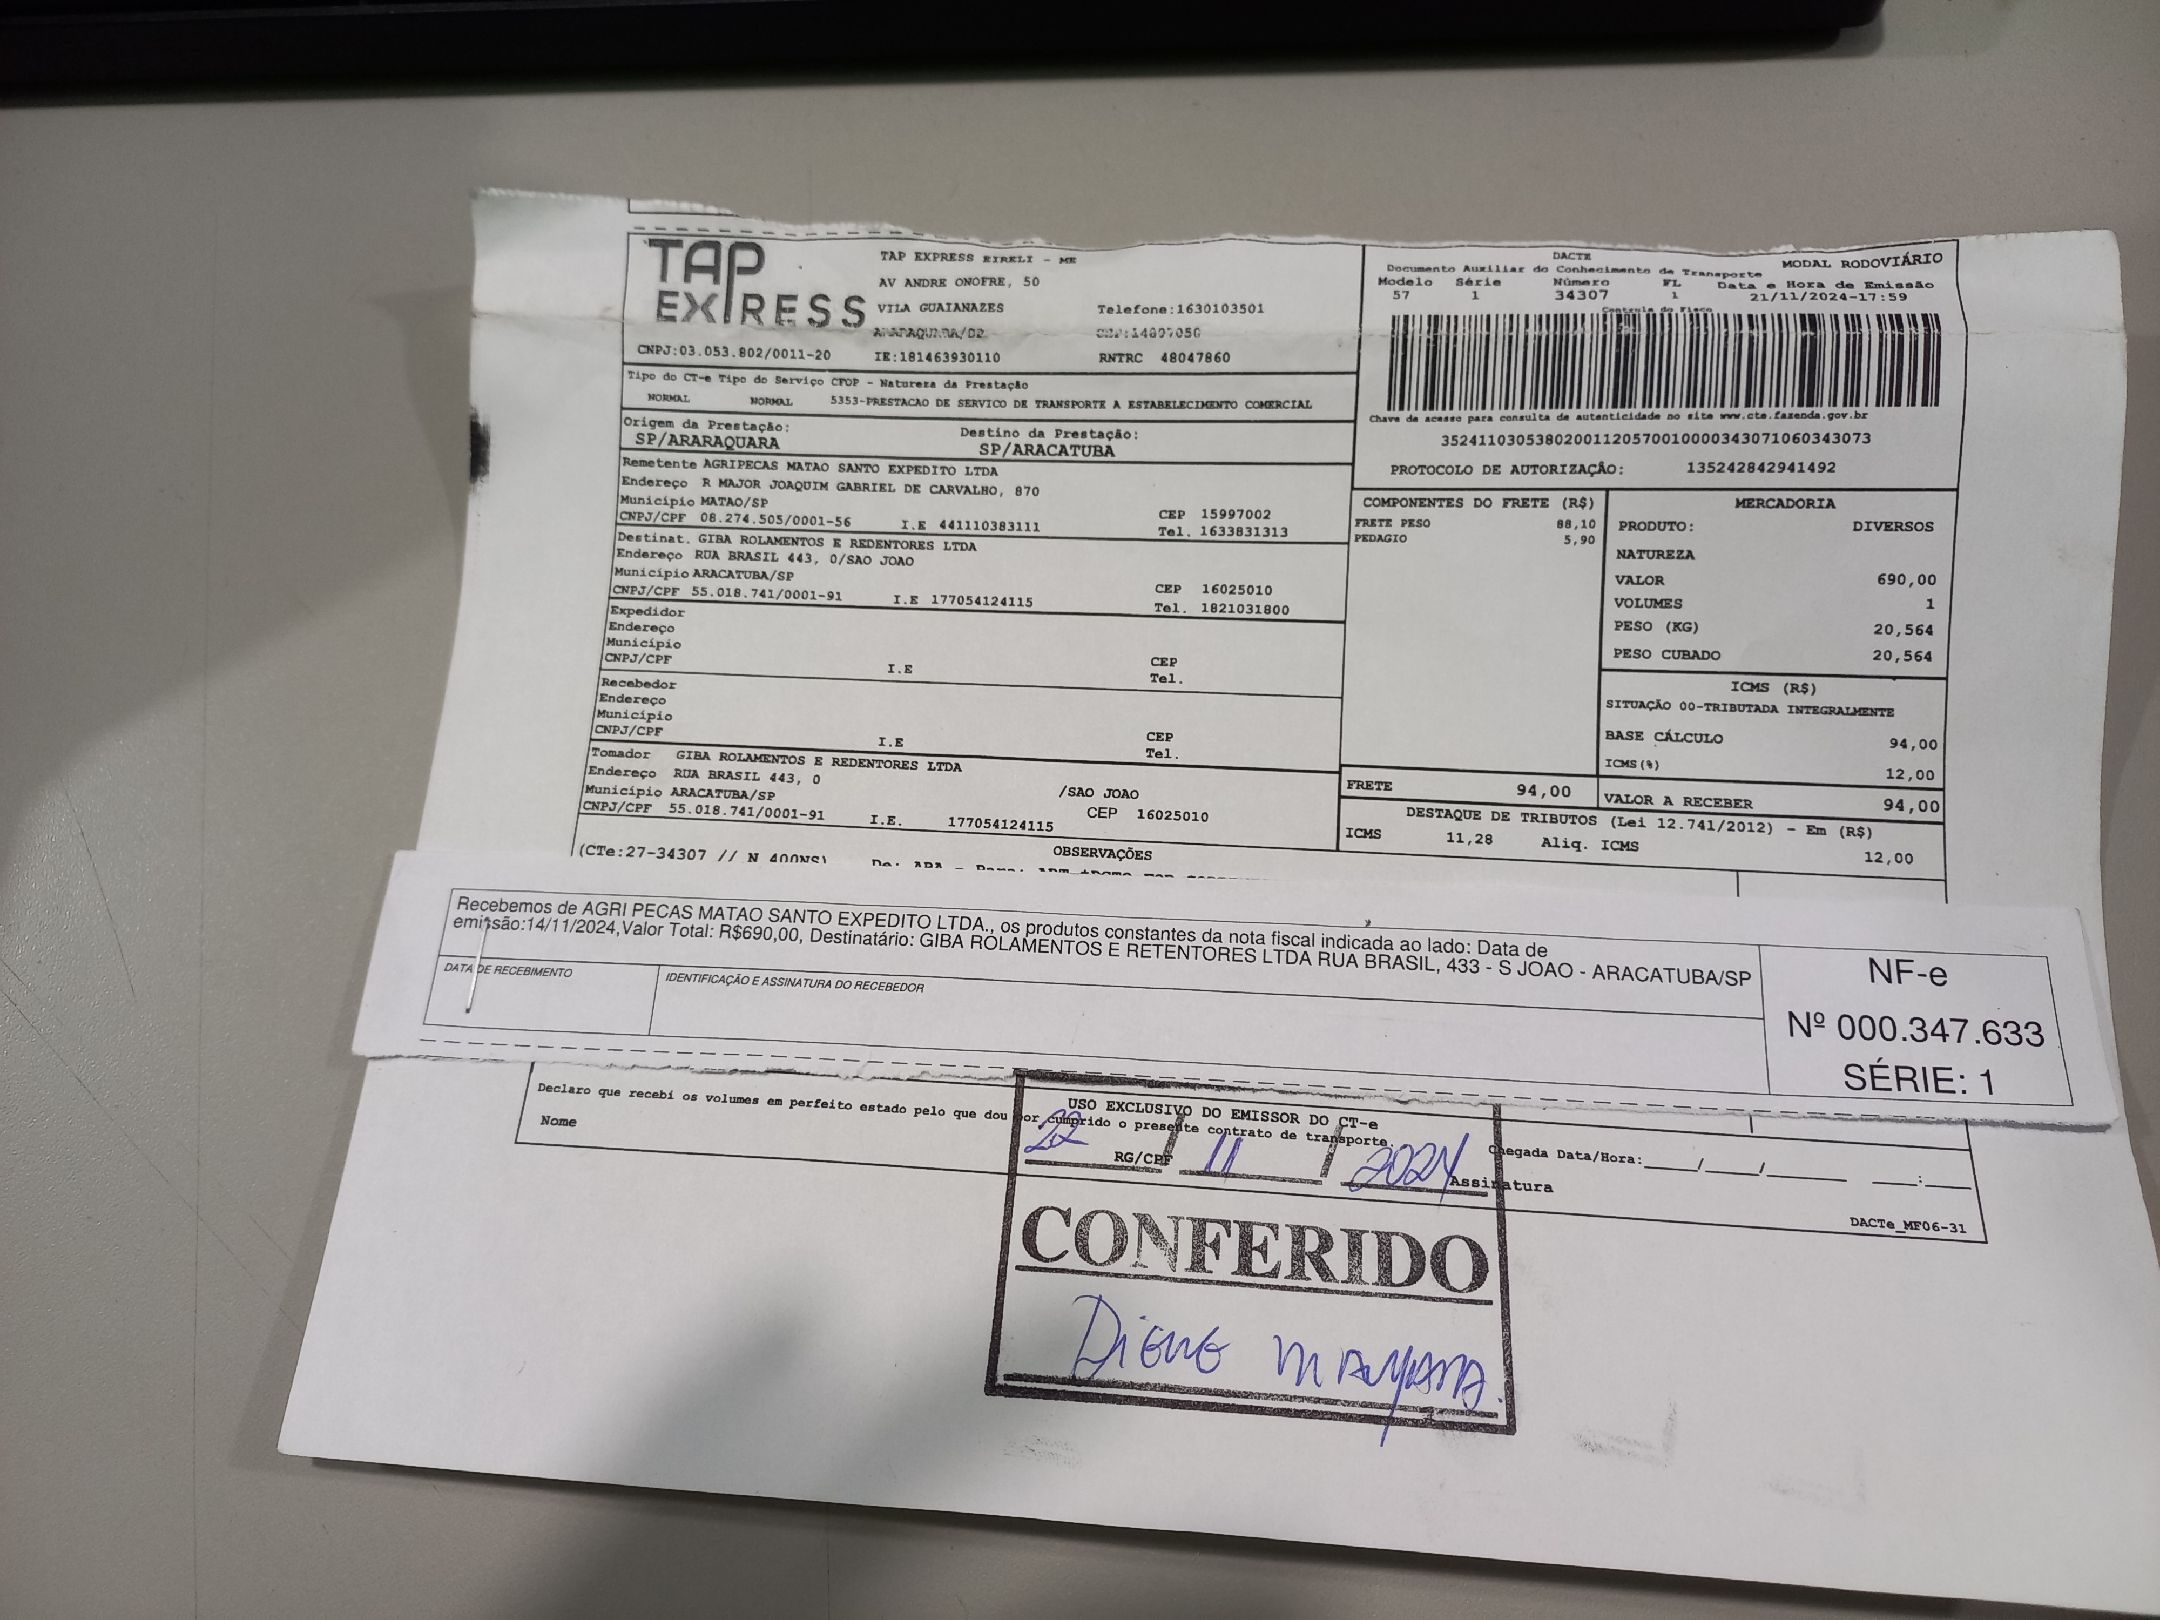 TAP
EXPRESS
TAP EXPRESS EIRELI - ME
AV ANDRE ONOFRE, 50
VILA GUAIANAZES Telefone:1630103501
CNPJ:03.053.802/0011-20 IE:181463930110 RNTRC 48047860
DACTE MODAL RODOVIÁRIO
Documento Auxiliar do Conhecimento de Transporte
Modelo Série Número FL Data e Hora de Emissão
57 1 34307 1 21/11/2024-17:59
Controle do Fisco
Chave de acesso para consulta de autenticidade no site www.cte.fazenda.gov.br
35241103053802001120570010000343071060343073
PROTOCOLO DE AUTORIZAÇÃO: 135242842941492
Tipo do CT-e Tipo do Serviço CFOP - Natureza da Prestação
NORMAL NORMAL 5353-PRESTACAO DE SERVICO DE TRANSPORTE A ESTABELECIMENTO COMERCIAL
Origem da Prestação: Destino da Prestação:
SP/ARARAQUARA SP/ARACATUBA
Remetente AGRIPECAS MATAO SANTO EXPEDITO LTDA
Endereço R MAJOR JOAQUIM GABRIEL DE CARVALHO, 870
Município MATAO/SP CEP 15997002
CNPJ/CPF 08.274.505/0001-56 I.E 441110383111 Tel. 1633831313
Destinat. GIBA ROLAMENTOS E REDENTORES LTDA
Endereço RUA BRASIL 443, 0/SAO JOAO
Município ARACATUBA/SP CEP 16025010
CNPJ/CPF 55.018.741/0001-91 I.E 177054124115 Tel. 1821031800
Expedidor
Endereço
Município CEP
CNPJ/CPF I.E Tel.
Recebedor
Endereço
Município CEP
CNPJ/CPF I.E Tel.
Tomador GIBA ROLAMENTOS E REDENTORES LTDA
Endereço RUA BRASIL 443, 0 /SAO JOAO
Município ARACATUBA/SP CEP 16025010
CNPJ/CPF 55.018.741/0001-91 I.E. 177054124115
COMPONENTES DO FRETE (R$)
FRETE PESO 88,10
PEDAGIO 5,90
FRETE 94,00
MERCADORIA
PRODUTO: DIVERSOS
NATUREZA
VALOR 690,00
VOLUMES 1
PESO (KG) 20,564
PESO CUBADO 20,564
ICMS (R$)
SITUAÇÃO 00-TRIBUTADA INTEGRALMENTE
BASE CÁLCULO 94,00
ICMS(%) 12,00
VALOR A RECEBER 94,00
DESTAQUE DE TRIBUTOS (Lei 12.741/2012) - Em (R$)
ICMS 11,28 Aliq. ICMS 12,00
OBSERVAÇÕES
(CTe:27-34307 //
Recebemos de AGRI PECAS MATAO SANTO EXPEDITO LTDA., os produtos constantes da nota fiscal indicada ao lado: Data de
emissão:14/11/2024,Valor Total: R$690,00, Destinatário: GIBA ROLAMENTOS E RETENTORES LTDA RUA BRASIL, 433 - S JOAO - ARACATUBA/SP
DATA DE RECEBIMENTO IDENTIFICAÇÃO E ASSINATURA DO RECEBEDOR
NF-e
Nº 000.347.633
SÉRIE: 1
USO EXCLUSIVO DO EMISSOR DO CT-e
Declaro que recebi os volumes em perfeito estado pelo que dou por cumprido o presente contrato de transporte.
Nome RG/CPF Assinatura
Chegada Data/Hora:___/___/_____ ___:___
22 / 11 / 2024
DACTe_MF06-31
CONFERIDO